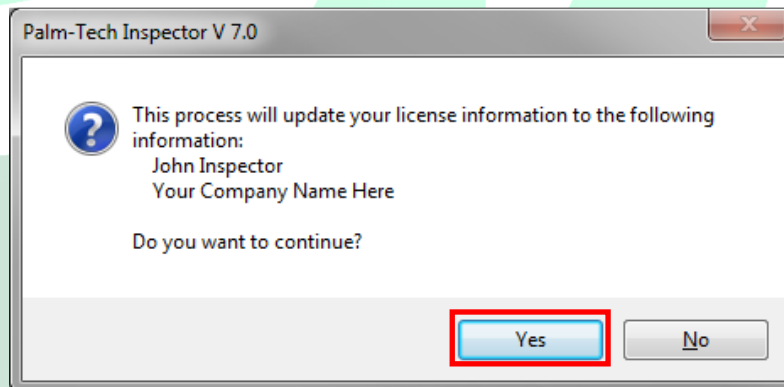 Palm-Tech Inspector V 7.0
This process will update your license information to the following
information:
John Inspector
Your Company Name Here
Do you want to continue?
Yes
No